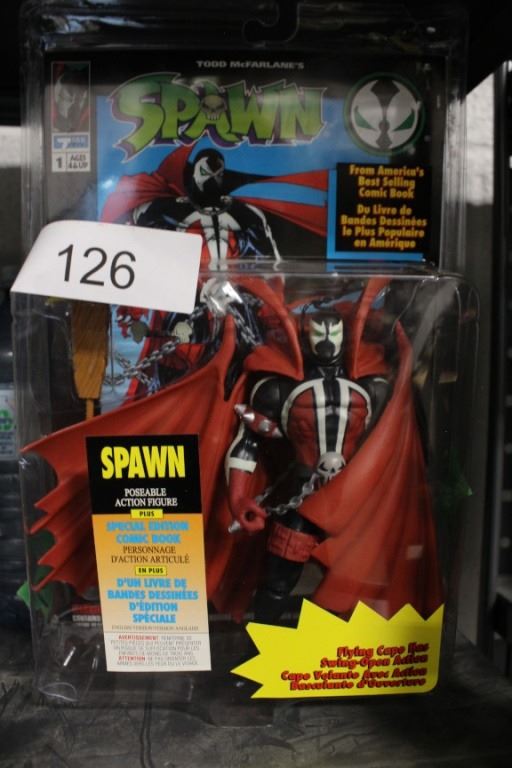 TODD McFARLANE'S
SPAWN
1
AGES
4 & UP
From America's
Best Selling
Comic Book
Du Livre de
Bandes Dessinées
le Plus Populaire
en Amérique
126
SPAWN
POSEABLE
ACTION FIGURE
PLUS
SPECIAL EDITION
COMIC BOOK
PERSONNAGE
D'ACTION ARTICULÉ
EN PLUS
D'UN LIVRE DE
BANDES DESSINÉES
D'ÉDITION
SPÉCIALE
AVERTISSEMENT
ATTENTION
Flying Cape Has
Swing-Open Action
Cape Volante Avec Action
Basculante d'Ouverture